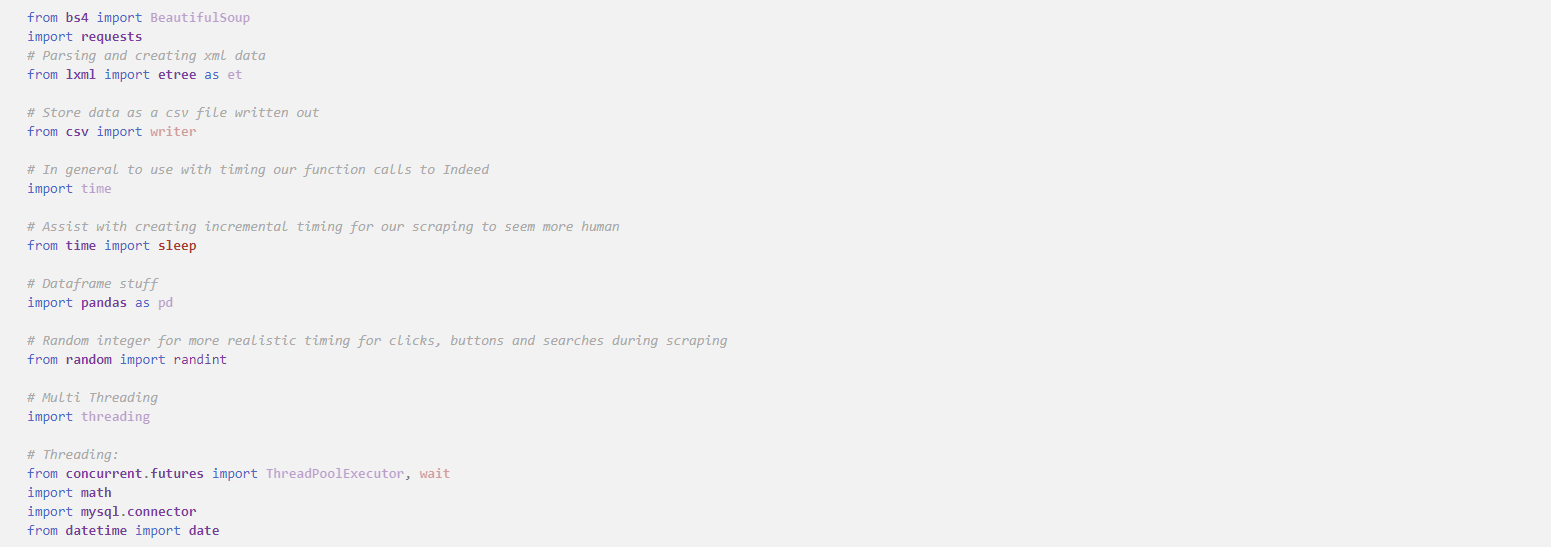 from bs4 import BeautifulSoup
import requests
# Parsing and creating xml data
from lxml import etree as et
# Store data as a csv file written out
from csv import writer
# In general to use with timing our function calls to Indeed
import time
# Assist with creating incremental timing for our scraping to seem more human
from time import sleep
# Dataframe stuff
import pandas as pd
# Random integer for more realistic timing for clicks, buttons and searches during scraping
from random import randint
# Multi Threading
import threading
# Threading:
from concurrent.futures import ThreadPoolExecutor, wait
import math
import mysql.connector
from datetime import date